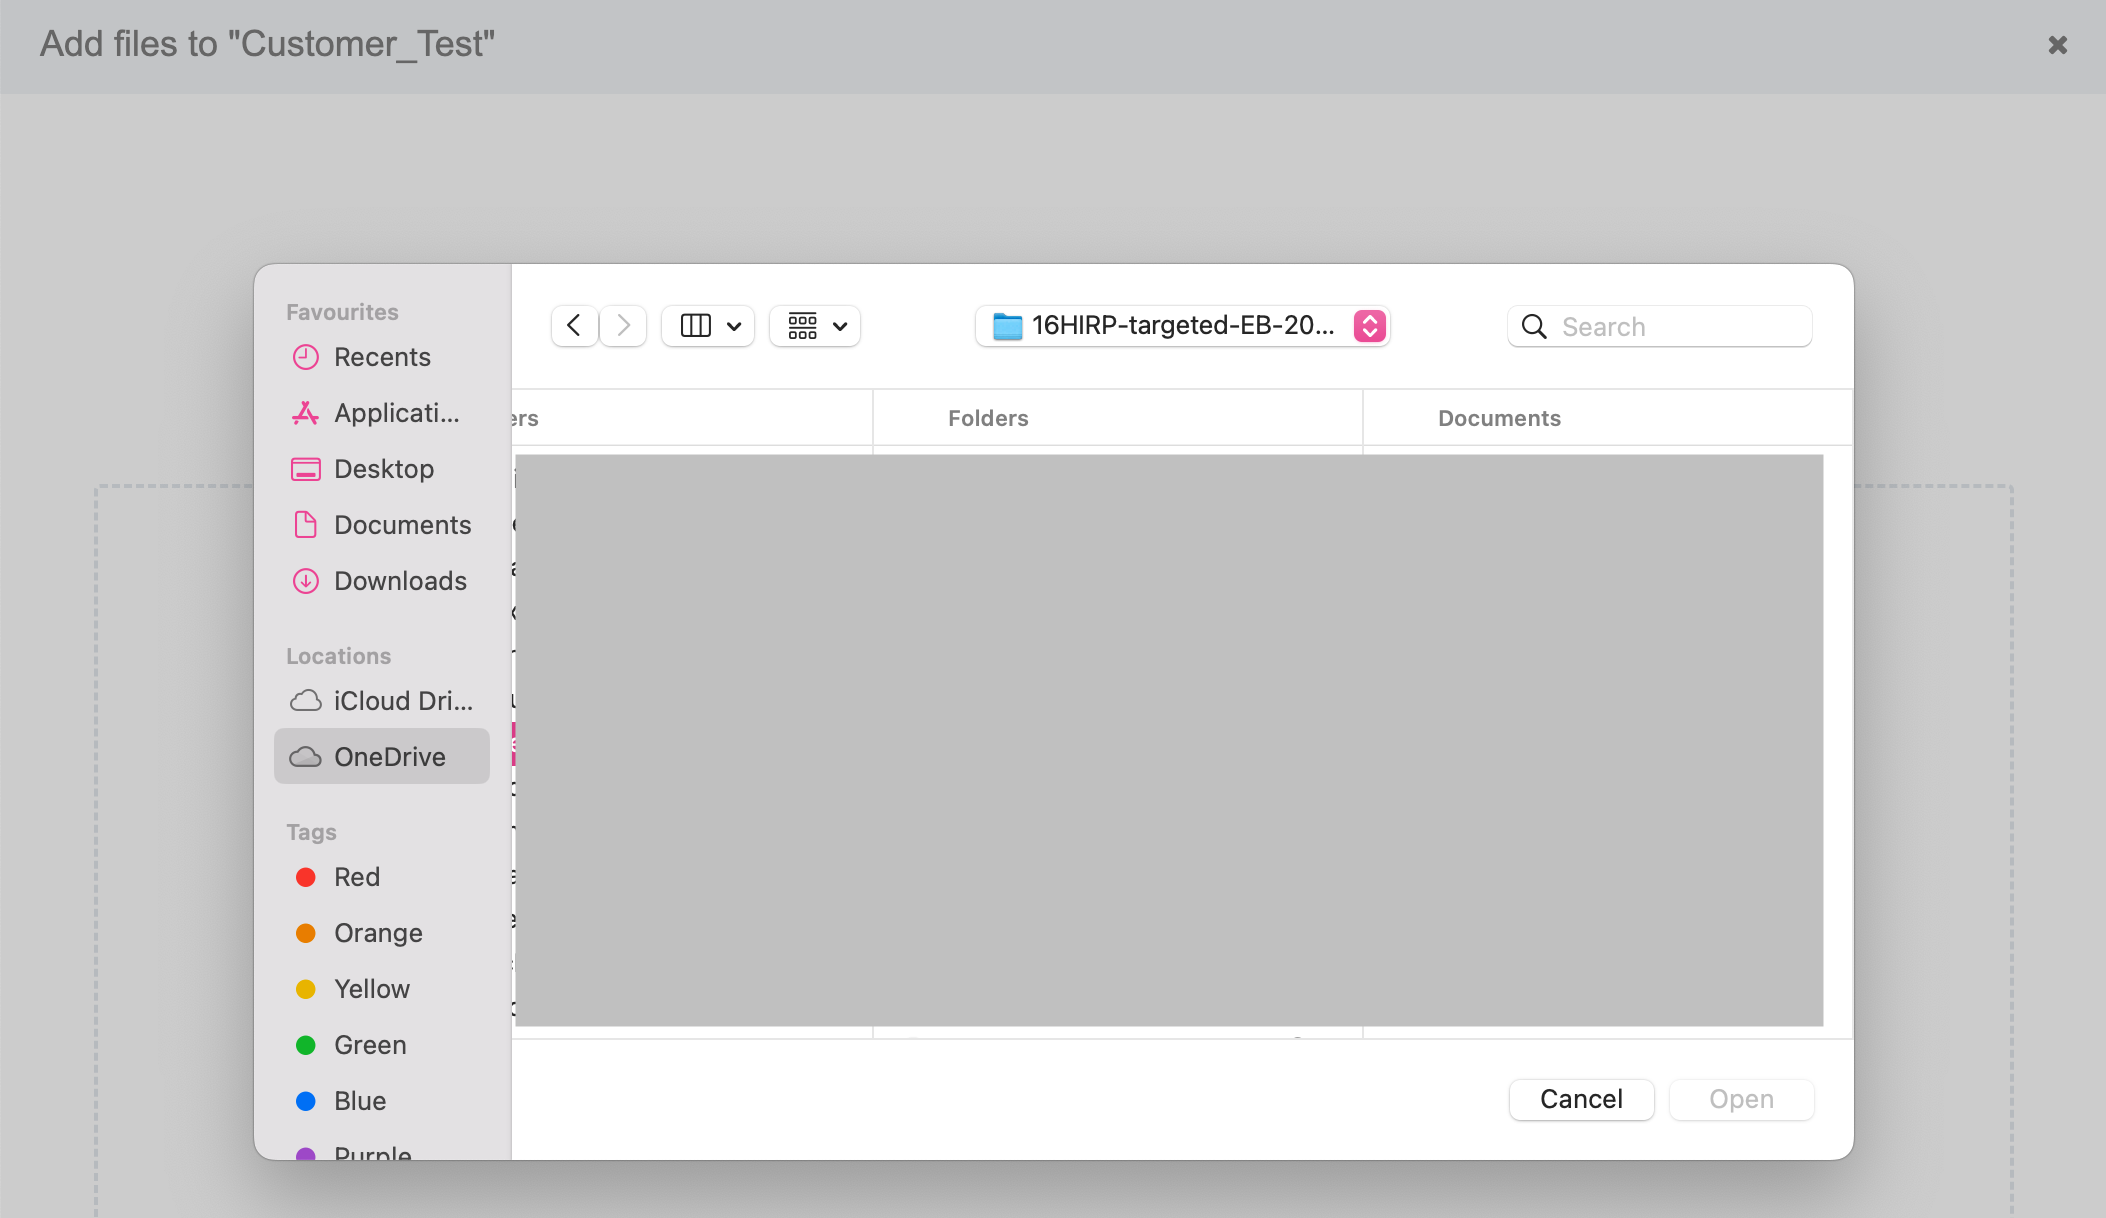 Add files to "Customer_Test"
Favourites
Recents
Applicati...
Desktop
Documents
Downloads
Locations
iCloud Dri...
OneDrive
Tags
Red
Orange
Yellow
Green
Blue
Purple
16HIRP-targeted-EB-20...
Search
ers
Folders
Documents
Cancel
Open